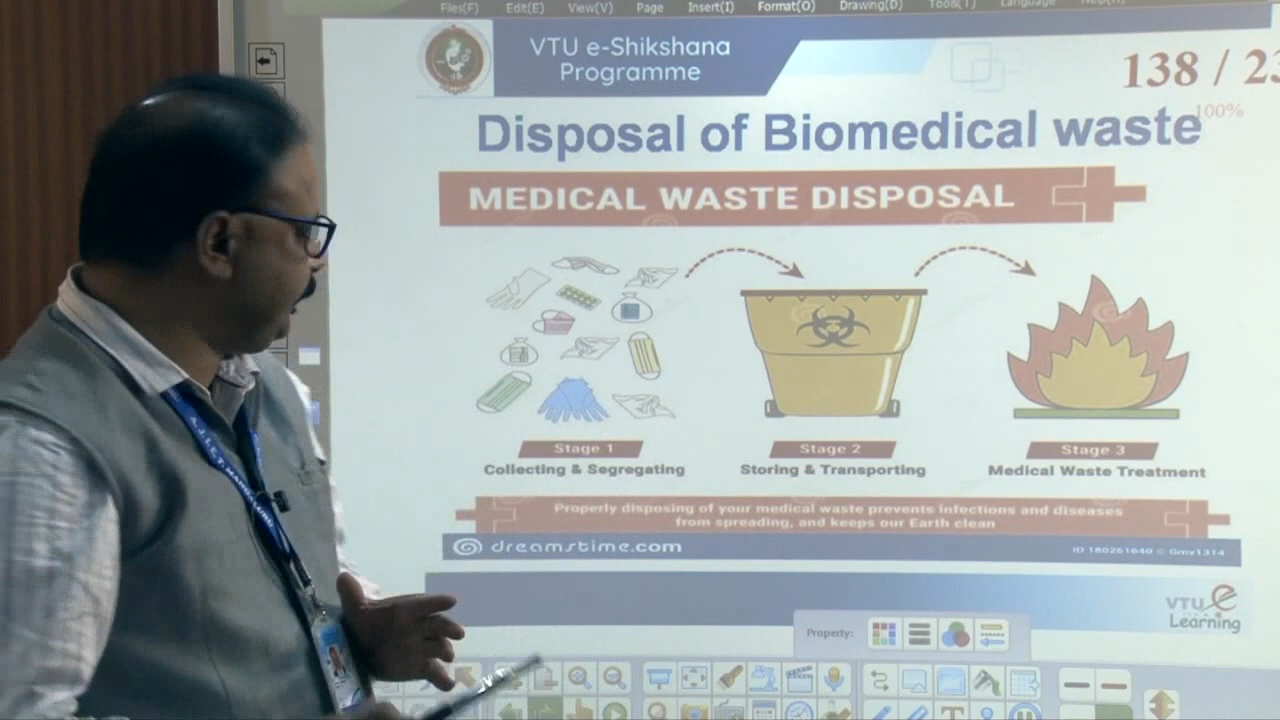 Files(F) Edit(E) View(V) Page Insert(I) Format(O) Drawing(D) Tools(T) Language Help(H)
VTU e-Shikshana
Programme
138 / 23
100%
Disposal of Biomedical waste
MEDICAL WASTE DISPOSAL
Stage 1
Collecting & Segregating
Stage 2
Storing & Transporting
Stage 3
Medical Waste Treatment
Properly disposing of your medical waste prevents infections and diseases
from spreading, and keeps our Earth clean
dreamstime.com
ID 180261640 © Gmv1314
VTU e
Learning
Property: